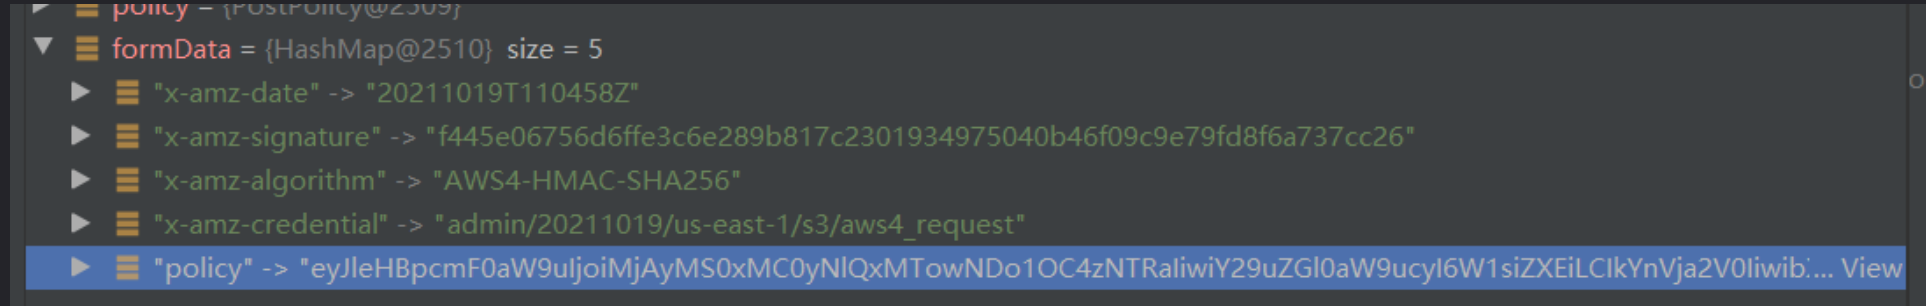 policy = {PostPolicy@2509}
formData = {HashMap@2510} size = 5
"x-amz-date" -> "20211019T110458Z"
"x-amz-signature" -> "f445e06756d6ffe3c6e289b817c2301934975040b46f09c9e79fd8f6a737cc26"
"x-amz-algorithm" -> "AWS4-HMAC-SHA256"
"x-amz-credential" -> "admin/20211019/us-east-1/s3/aws4_request"
"policy" -> "eyJleHBpcmF0aW9uIjoiMjAyMS0xMC0yNlQxMTowNDo1OC4zNTRaIiwiY29uZGl0aW9ucyI6W1siZXEiLCIkYnVja2V0Iiwib... View